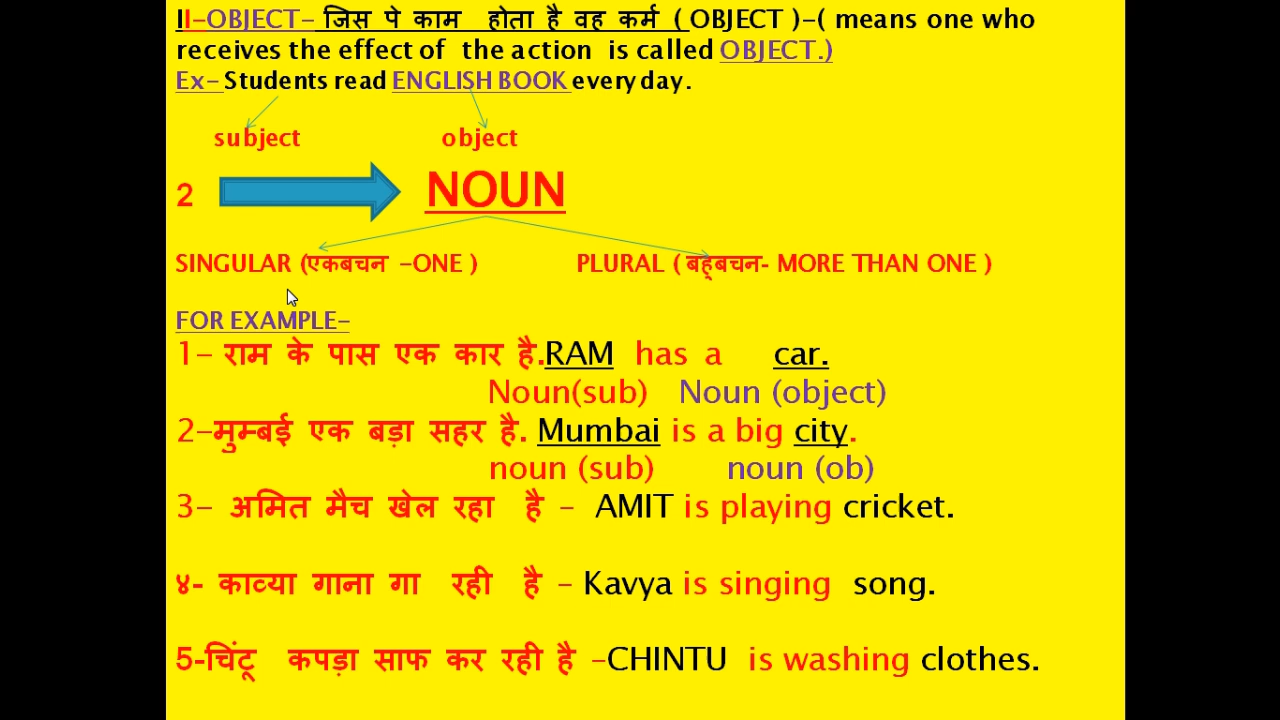 II-OBJECT- जिस पे काम होता है वह कर्म ( OBJECT )-( means one who
receives the effect of the action is called OBJECT.)
Ex- Students read ENGLISH BOOK every day.
subject object
2 NOUN
SINGULAR (एकबचन -ONE ) PLURAL ( बहुबचन- MORE THAN ONE )
FOR EXAMPLE-
1- राम के पास एक कार है.RAM has a car.
Noun(sub) Noun (object)
2-मुम्बई एक बड़ा सहर है. Mumbai is a big city.
noun (sub) noun (ob)
3- अमित मैच खेल रहा है - AMIT is playing cricket.
४- काव्या गाना गा रही है - Kavya is singing song.
5-चिंटू कपड़ा साफ कर रही है -CHINTU is washing clothes.